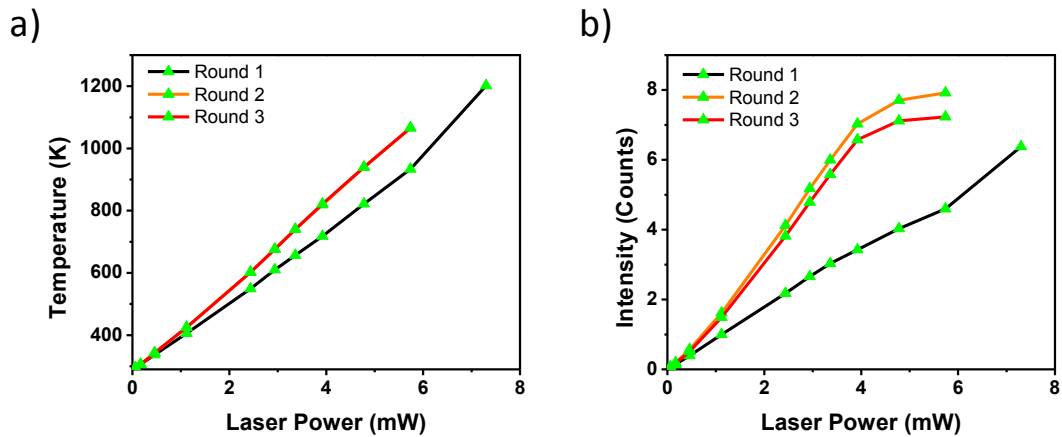 a)
Temperature (K)
1200
1000
800
600
400
Round 1
Round 2
Round 3
0 2 4 6 8
Laser Power (mW)
b)
Intensity (Counts)
8
6
4
2
0
Round 1
Round 2
Round 3
0 2 4 6 8
Laser Power (mW)